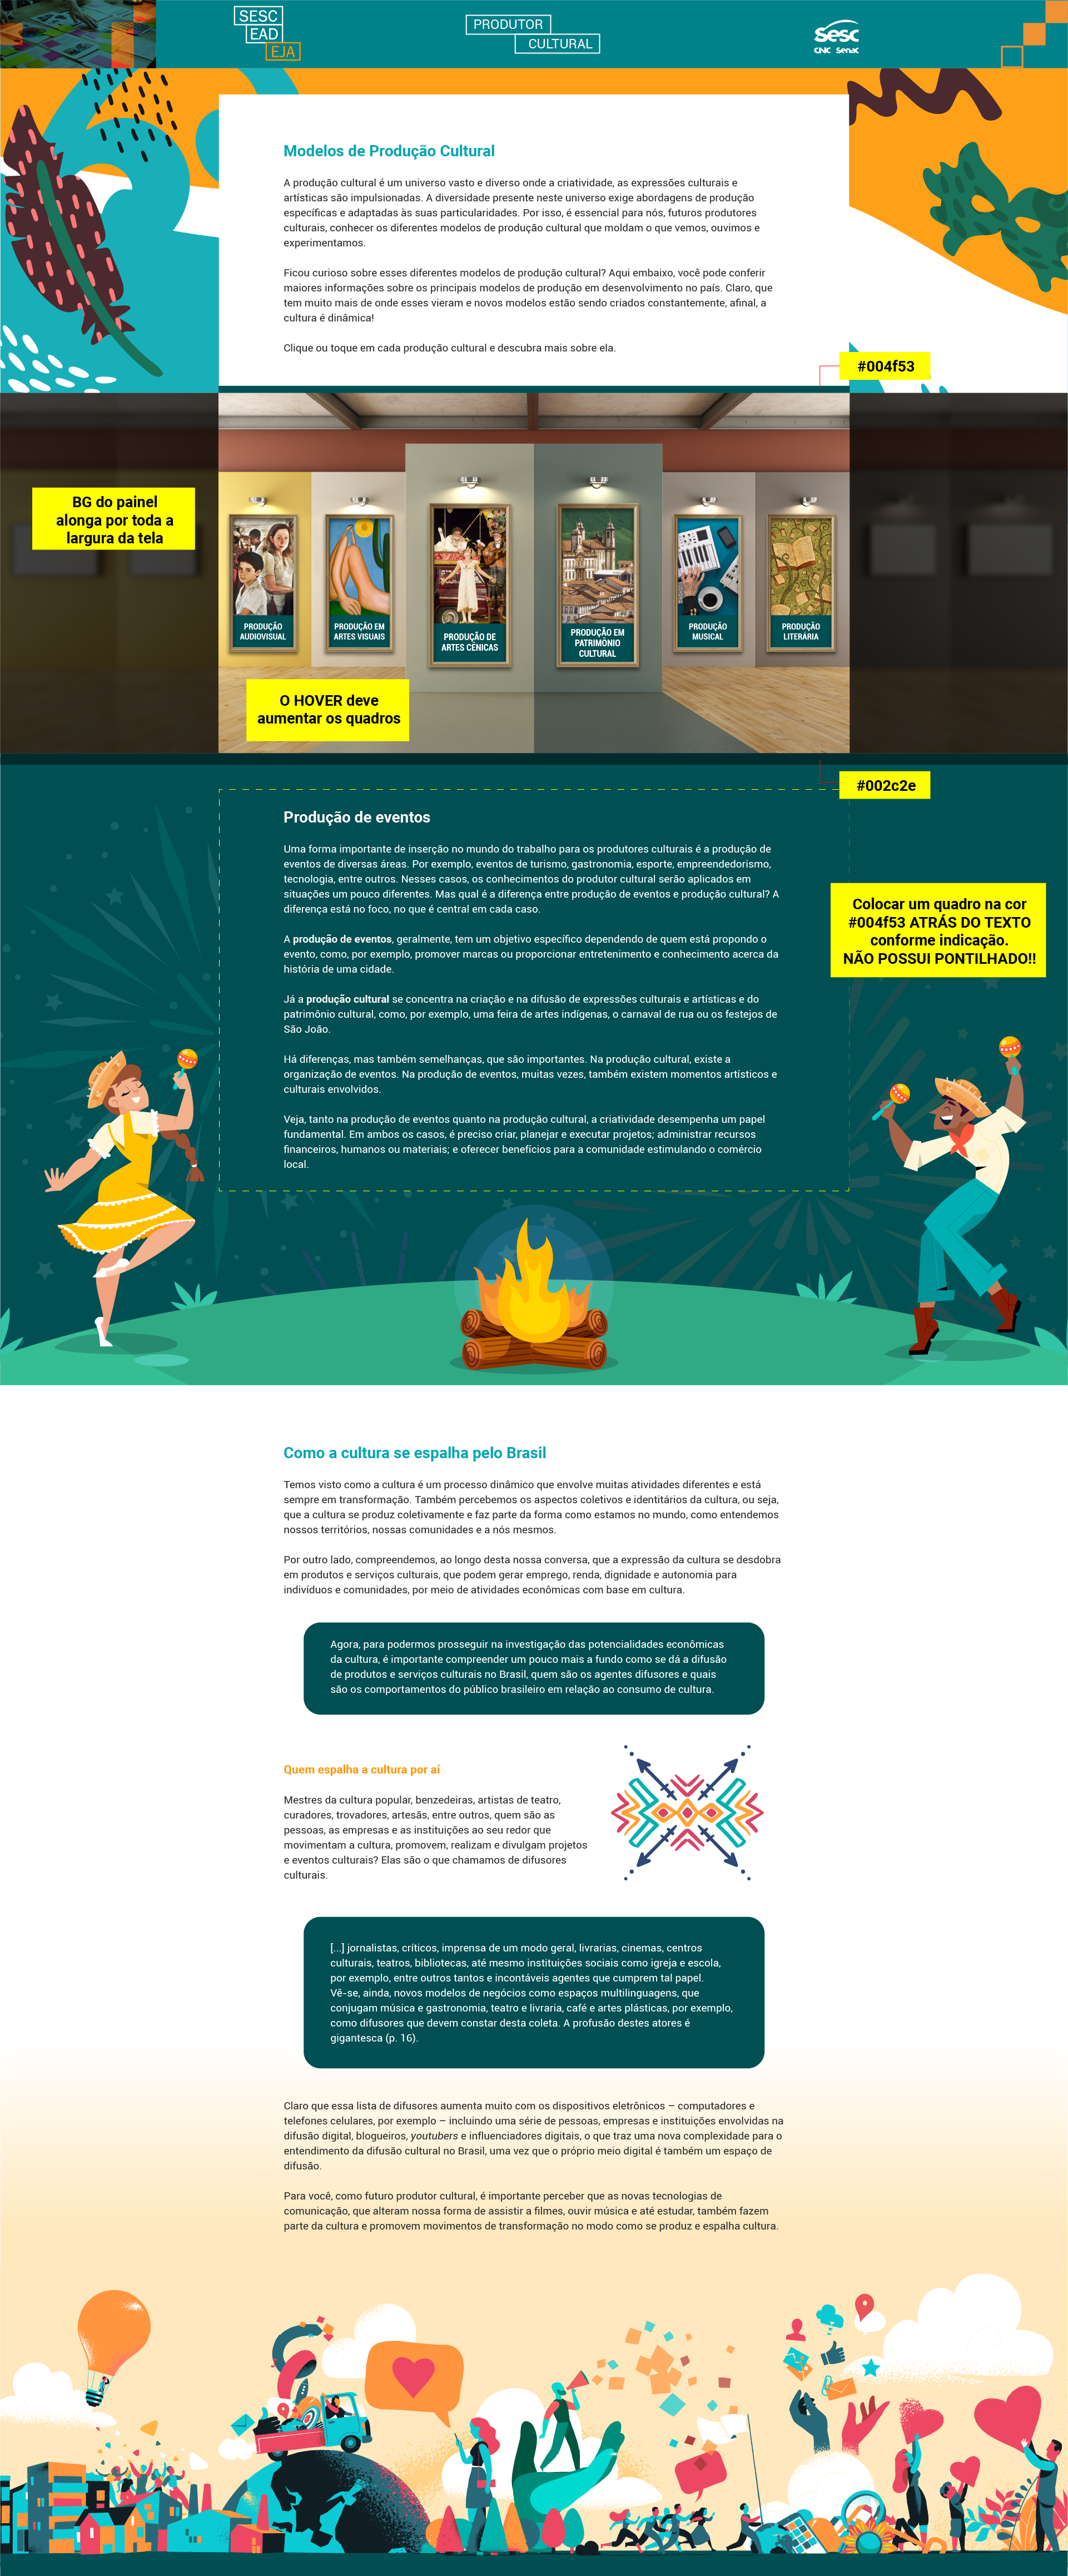 SESC
EAD
EJA
PRODUTOR
CULTURAL
Sesc
CNC Senac
Modelos de Produção Cultural
A produção cultural é um universo vasto e diverso onde a criatividade, as expressões culturais e
artísticas são impulsionadas. A diversidade presente neste universo exige abordagens de produção
específicas e adaptadas às suas particularidades. Por isso, é essencial para nós, futuros produtores
culturais, conhecer os diferentes modelos de produção cultural que moldam o que vemos, ouvimos e
experimentamos.
Ficou curioso sobre esses diferentes modelos de produção cultural? Aqui embaixo, você pode conferir
maiores informações sobre os principais modelos de produção em desenvolvimento no país. Claro, que
tem muito mais de onde esses vieram e novos modelos estão sendo criados constantemente, afinal, a
cultura é dinâmica!
Clique ou toque em cada produção cultural e descubra mais sobre ela.
#004f53
BG do painel
alonga por toda a
largura da tela
PRODUÇÃO
AUDIOVISUAL
PRODUÇÃO EM
ARTES VISUAIS
PRODUÇÃO DE
ARTES CÊNICAS
PRODUÇÃO EM
PATRIMÔNIO
CULTURAL
PRODUÇÃO
MUSICAL
PRODUÇÃO
LITERÁRIA
O HOVER deve
aumentar os quadros
#002c2e
Produção de eventos
Uma forma importante de inserção no mundo do trabalho para os produtores culturais é a produção de
eventos de diversas áreas. Por exemplo, eventos de turismo, gastronomia, esporte, empreendedorismo,
tecnologia, entre outros. Nesses casos, os conhecimentos do produtor cultural serão aplicados em
situações um pouco diferentes. Mas qual é a diferença entre produção de eventos e produção cultural? A
diferença está no foco, no que é central em cada caso.
Colocar um quadro na cor
#004f53 ATRÁS DO TEXTO
conforme indicação.
NÃO POSSUI PONTILHADO!!
A produção de eventos, geralmente, tem um objetivo específico dependendo de quem está propondo o
evento, como, por exemplo, promover marcas ou proporcionar entretenimento e conhecimento acerca da
história de uma cidade.
Já a produção cultural se concentra na criação e na difusão de expressões culturais e artísticas e do
patrimônio cultural, como, por exemplo, uma feira de artes indígenas, o carnaval de rua ou os festejos de
São João.
Há diferenças, mas também semelhanças, que são importantes. Na produção cultural, existe a
organização de eventos. Na produção de eventos, muitas vezes, também existem momentos artísticos e
culturais envolvidos.
Veja, tanto na produção de eventos quanto na produção cultural, a criatividade desempenha um papel
fundamental. Em ambos os casos, é preciso criar, planejar e executar projetos; administrar recursos
financeiros, humanos ou materiais; e oferecer benefícios para a comunidade estimulando o comércio
local.
Como a cultura se espalha pelo Brasil
Temos visto como a cultura é um processo dinâmico que envolve muitas atividades diferentes e está
sempre em transformação. Também percebemos os aspectos coletivos e identitários da cultura, ou seja,
que a cultura se produz coletivamente e faz parte da forma como estamos no mundo, como entendemos
nossos territórios, nossas comunidades e a nós mesmos.
Por outro lado, compreendemos, ao longo desta nossa conversa, que a expressão da cultura se desdobra
em produtos e serviços culturais, que podem gerar emprego, renda, dignidade e autonomia para
indivíduos e comunidades, por meio de atividades econômicas com base em cultura.
Agora, para podermos prosseguir na investigação das potencialidades econômicas
da cultura, é importante compreender um pouco mais a fundo como se dá a difusão
de produtos e serviços culturais no Brasil, quem são os agentes difusores e quais
são os comportamentos do público brasileiro em relação ao consumo de cultura.
Quem espalha a cultura por aí
Mestres da cultura popular, benzedeiras, artistas de teatro,
curadores, trovadores, artesãs, entre outros, quem são as
pessoas, as empresas e as instituições ao seu redor que
movimentam a cultura, promovem, realizam e divulgam projetos
e eventos culturais? Elas são o que chamamos de difusores
culturais.
[...] jornalistas, críticos, imprensa de um modo geral, livrarias, cinemas, centros
culturais, teatros, bibliotecas, até mesmo instituições sociais como igreja e escola,
por exemplo, entre outros tantos e incontáveis agentes que cumprem tal papel.
Vê-se, ainda, novos modelos de negócios como espaços multilinguagens, que
conjugam música e gastronomia, teatro e livraria, café e artes plásticas, por exemplo,
como difusores que devem constar desta coleta. A profusão destes atores é
gigantesca (p. 16).
Claro que essa lista de difusores aumenta muito com os dispositivos eletrônicos – computadores e
telefones celulares, por exemplo – incluindo uma série de pessoas, empresas e instituições envolvidas na
difusão digital, blogueiros, youtubers e influenciadores digitais, o que traz uma nova complexidade para o
entendimento da difusão cultural no Brasil, uma vez que o próprio meio digital é também um espaço de
difusão.
Para você, como futuro produtor cultural, é importante perceber que as novas tecnologias de
comunicação, que alteram nossa forma de assistir a filmes, ouvir música e até estudar, também fazem
parte da cultura e promovem movimentos de transformação no modo como se produz e espalha cultura.